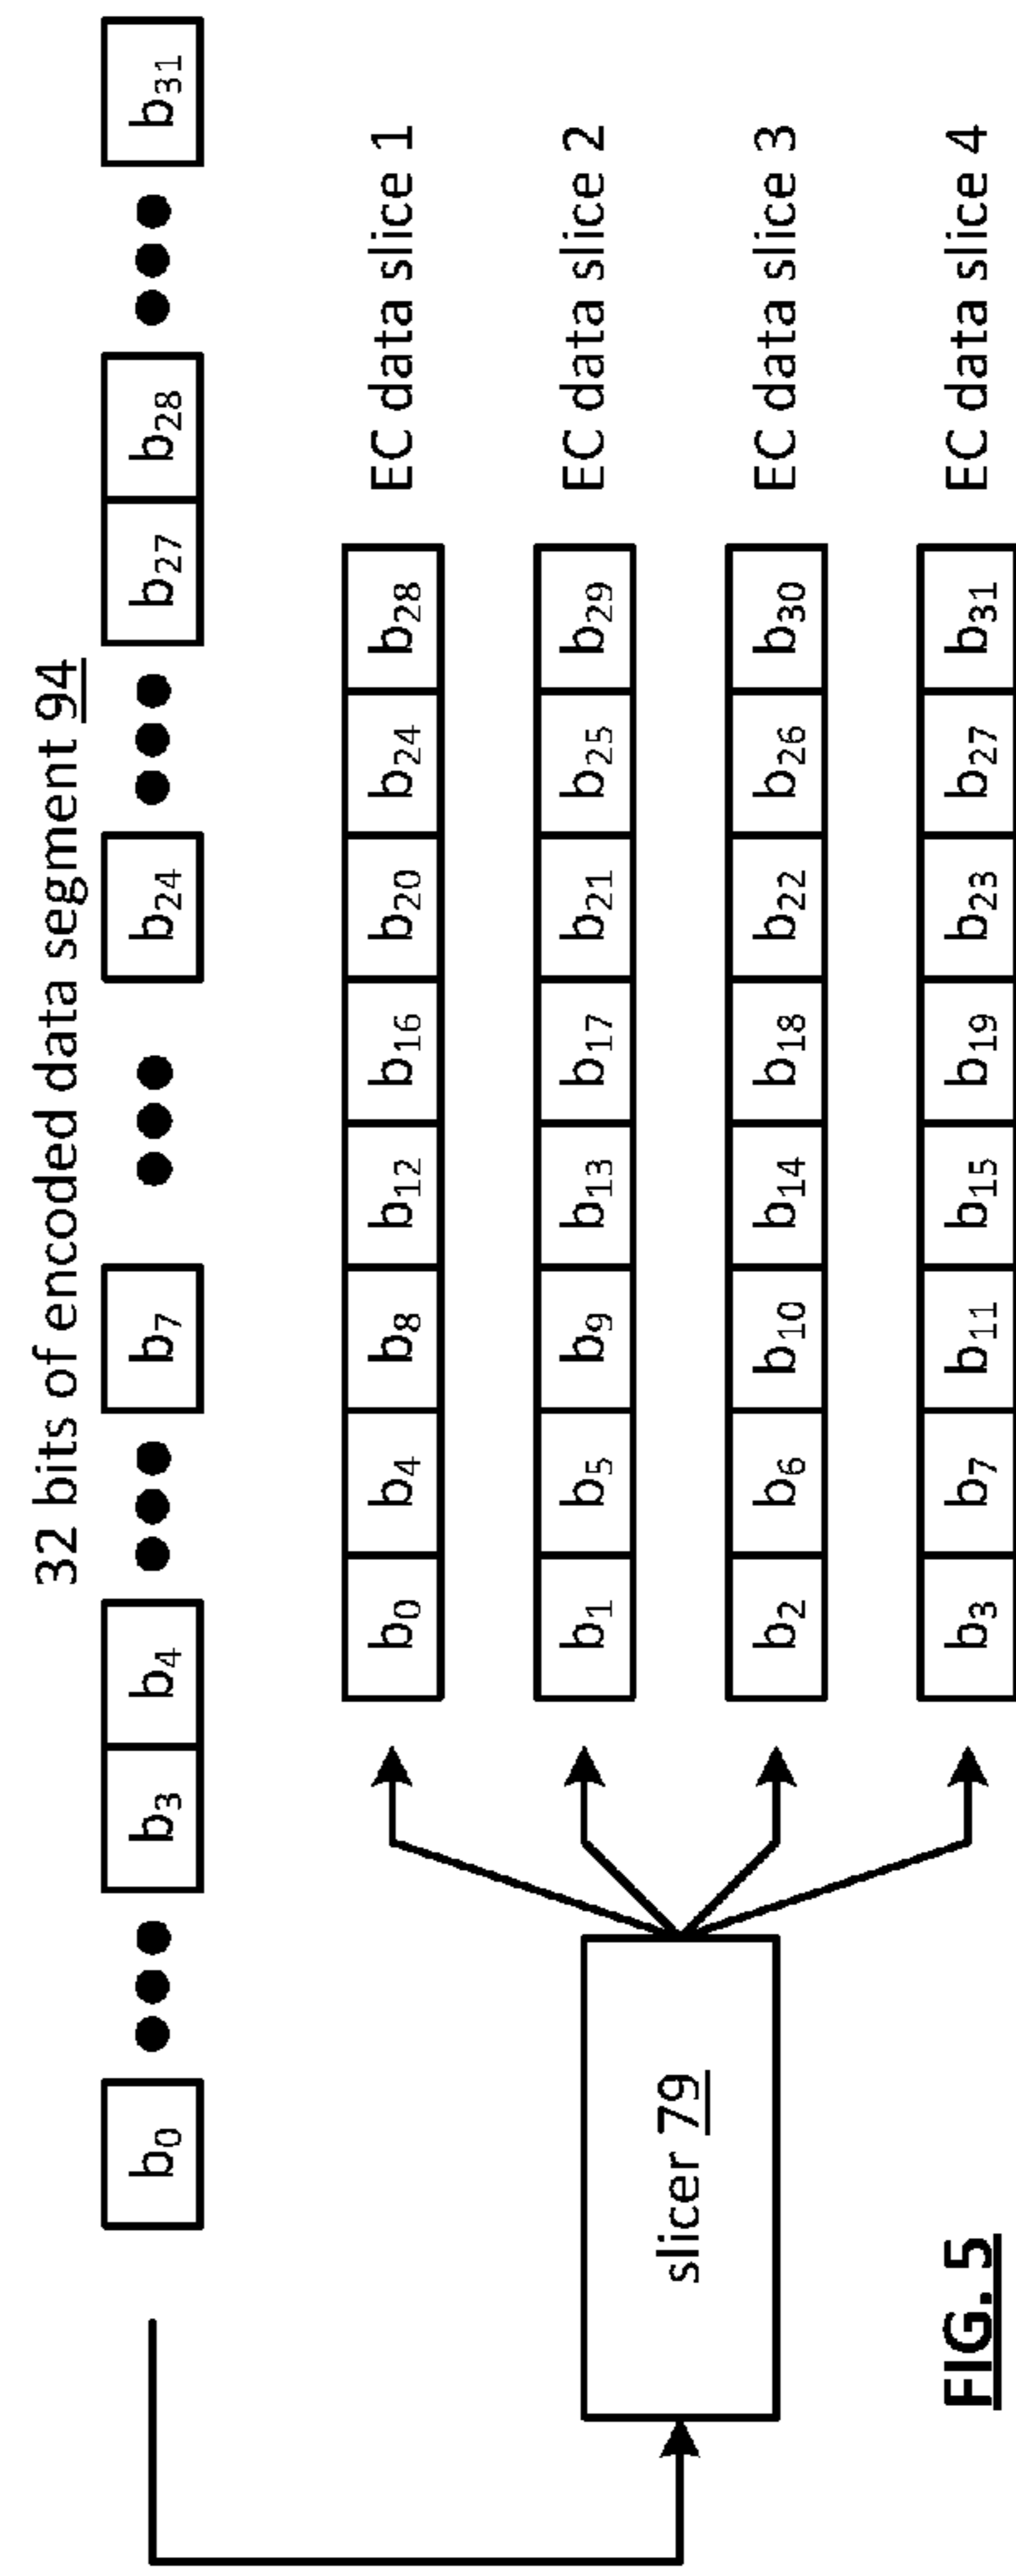 32 bits of encoded data segment 94
b0 b3 b4 b7 b24 b27 b28 b31
b0 b4 b8 b12 b16 b20 b24 b28 EC data slice 1
b1 b5 b9 b13 b17 b21 b25 b29 EC data slice 2
slicer 79
b2 b6 b10 b14 b18 b22 b26 b30 EC data slice 3
b3 b7 b11 b15 b19 b23 b27 b31 EC data slice 4
FIG. 5